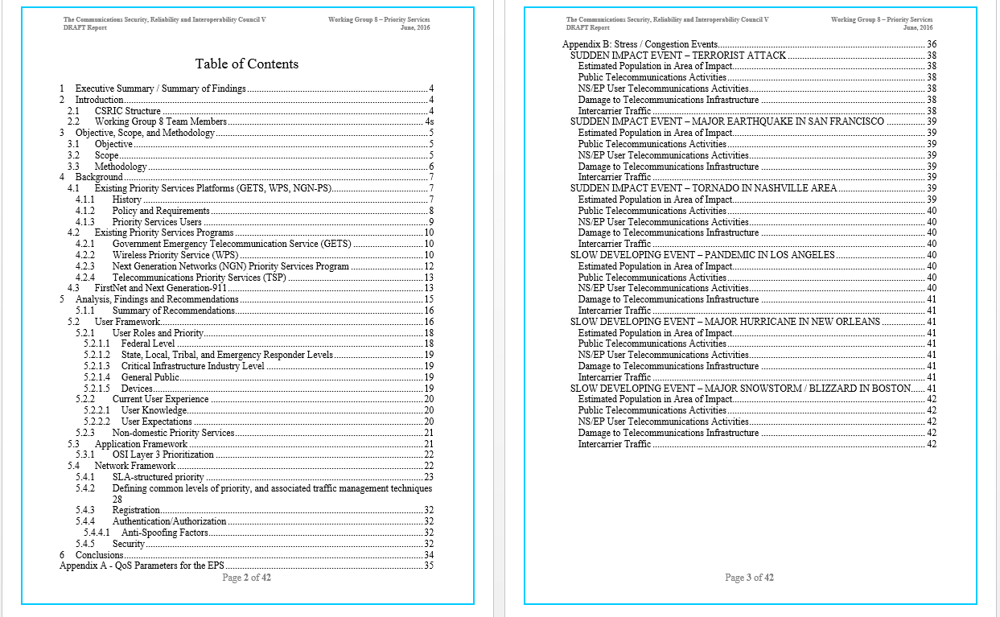 The Communications Security, Reliability and Interoperability Council V Working Group 8 – Priority Services
DRAFT Report June, 2016
Table of Contents
1 Executive Summary / Summary of Findings 4
2 Introduction 4
2.1 CSRIC Structure 4
2.2 Working Group 8 Team Members 4s
3 Objective, Scope, and Methodology 5
3.1 Objective 5
3.2 Scope 5
3.3 Methodology 6
4 Background 7
4.1 Existing Priority Services Platforms (GETS, WPS, NGN-PS) 7
4.1.1 History 7
4.1.2 Policy and Requirements 8
4.1.3 Priority Services Users 9
4.2 Existing Priority Services Programs 10
4.2.1 Government Emergency Telecommunication Service (GETS) 10
4.2.2 Wireless Priority Service (WPS) 10
4.2.3 Next Generation Networks (NGN) Priority Services Program 12
4.2.4 Telecommunications Priority Services (TSP) 13
4.3 FirstNet and Next Generation-911 13
5 Analysis, Findings and Recommendations 15
5.1.1 Summary of Recommendations 16
5.2 User Framework 16
5.2.1 User Roles and Priority 18
5.2.1.1 Federal Level 18
5.2.1.2 State, Local, Tribal, and Emergency Responder Levels 19
5.2.1.3 Critical Infrastructure Industry Level 19
5.2.1.4 General Public 19
5.2.1.5 Devices 19
5.2.2 Current User Experience 20
5.2.2.1 User Knowledge 20
5.2.2.2 User Expectations 20
5.2.3 Non-domestic Priority Services 21
5.3 Application Framework 21
5.3.1 OSI Layer 3 Prioritization 22
5.4 Network Framework 22
5.4.1 SLA-structured priority 23
5.4.2 Defining common levels of priority, and associated traffic management techniques
28
5.4.3 Registration 32
5.4.4 Authentication/Authorization 32
5.4.4.1 Anti-Spoofing Factors 32
5.4.5 Security 32
6 Conclusions 34
Appendix A - QoS Parameters for the EPS 35
Page 2 of 42
The Communications Security, Reliability and Interoperability Council V Working Group 8 – Priority Services
DRAFT Report June, 2016
Appendix B: Stress / Congestion Events 36
SUDDEN IMPACT EVENT – TERRORIST ATTACK 38
Estimated Population in Area of Impact 38
Public Telecommunications Activities 38
NS/EP User Telecommunications Activities 38
Damage to Telecommunications Infrastructure 38
Intercarrier Traffic 38
SUDDEN IMPACT EVENT – MAJOR EARTHQUAKE IN SAN FRANCISCO 39
Estimated Population in Area of Impact 39
Public Telecommunications Activities 39
NS/EP User Telecommunications Activities 39
Damage to Telecommunications Infrastructure 39
Intercarrier Traffic 39
SUDDEN IMPACT EVENT – TORNADO IN NASHVILLE AREA 39
Estimated Population in Area of Impact 39
Public Telecommunications Activities 40
NS/EP User Telecommunications Activities 40
Damage to Telecommunications Infrastructure 40
Intercarrier Traffic 40
SLOW DEVELOPING EVENT – PANDEMIC IN LOS ANGELES 40
Estimated Population in Area of Impact 40
Public Telecommunications Activities 40
NS/EP User Telecommunications Activities 40
Damage to Telecommunications Infrastructure 41
Intercarrier Traffic 41
SLOW DEVELOPING EVENT – MAJOR HURRICANE IN NEW ORLEANS 41
Estimated Population in Area of Impact 41
Public Telecommunications Activities 41
NS/EP User Telecommunications Activities 41
Damage to Telecommunications Infrastructure 41
Intercarrier Traffic 41
SLOW DEVELOPING EVENT – MAJOR SNOWSTORM / BLIZZARD IN BOSTON 41
Estimated Population in Area of Impact 42
Public Telecommunications Activities 42
NS/EP User Telecommunications Activities 42
Damage to Telecommunications Infrastructure 42
Intercarrier Traffic 42
Page 3 of 42